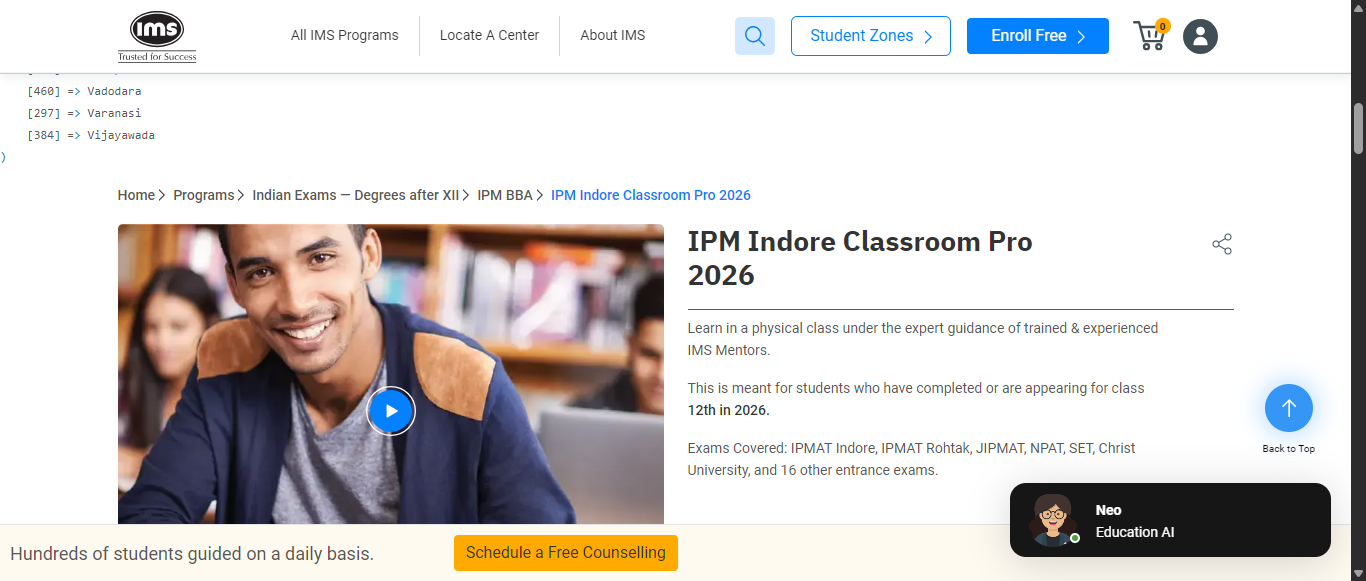 ims
Trusted for Success
All IMS Programs
Locate A Center
About IMS
Student Zones
Enroll Free
0
[460] => Vadodara
[297] => Varanasi
[384] => Vijayawada
)
Home > Programs > Indian Exams — Degrees after XII > IPM BBA > IPM Indore Classroom Pro 2026
IPM Indore Classroom Pro
2026
Learn in a physical class under the expert guidance of trained & experienced
IMS Mentors.
This is meant for students who have completed or are appearing for class
12th in 2026.
Exams Covered: IPMAT Indore, IPMAT Rohtak, JIPMAT, NPAT, SET, Christ
University, and 16 other entrance exams.
Back to Top
Neo
Education AI
Hundreds of students guided on a daily basis.
Schedule a Free Counselling